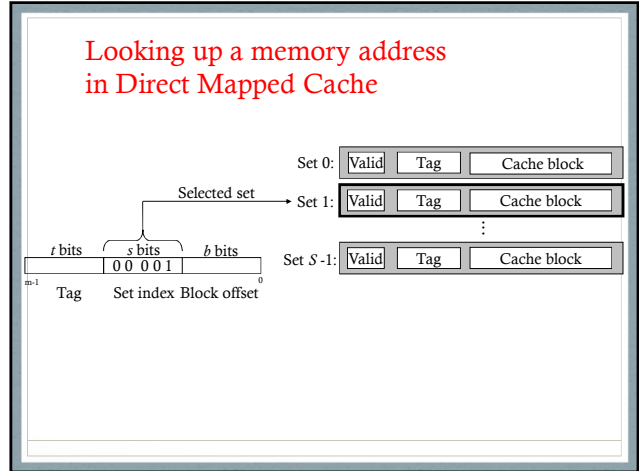 Looking up a memory address
in Direct Mapped Cache
Set 0: Valid Tag Cache block
Selected set
Set 1: Valid Tag Cache block
⋮
t bits s bits b bits
Set S -1: Valid Tag Cache block
0 0 0 0 1
m-1 0
Tag Set index Block offset